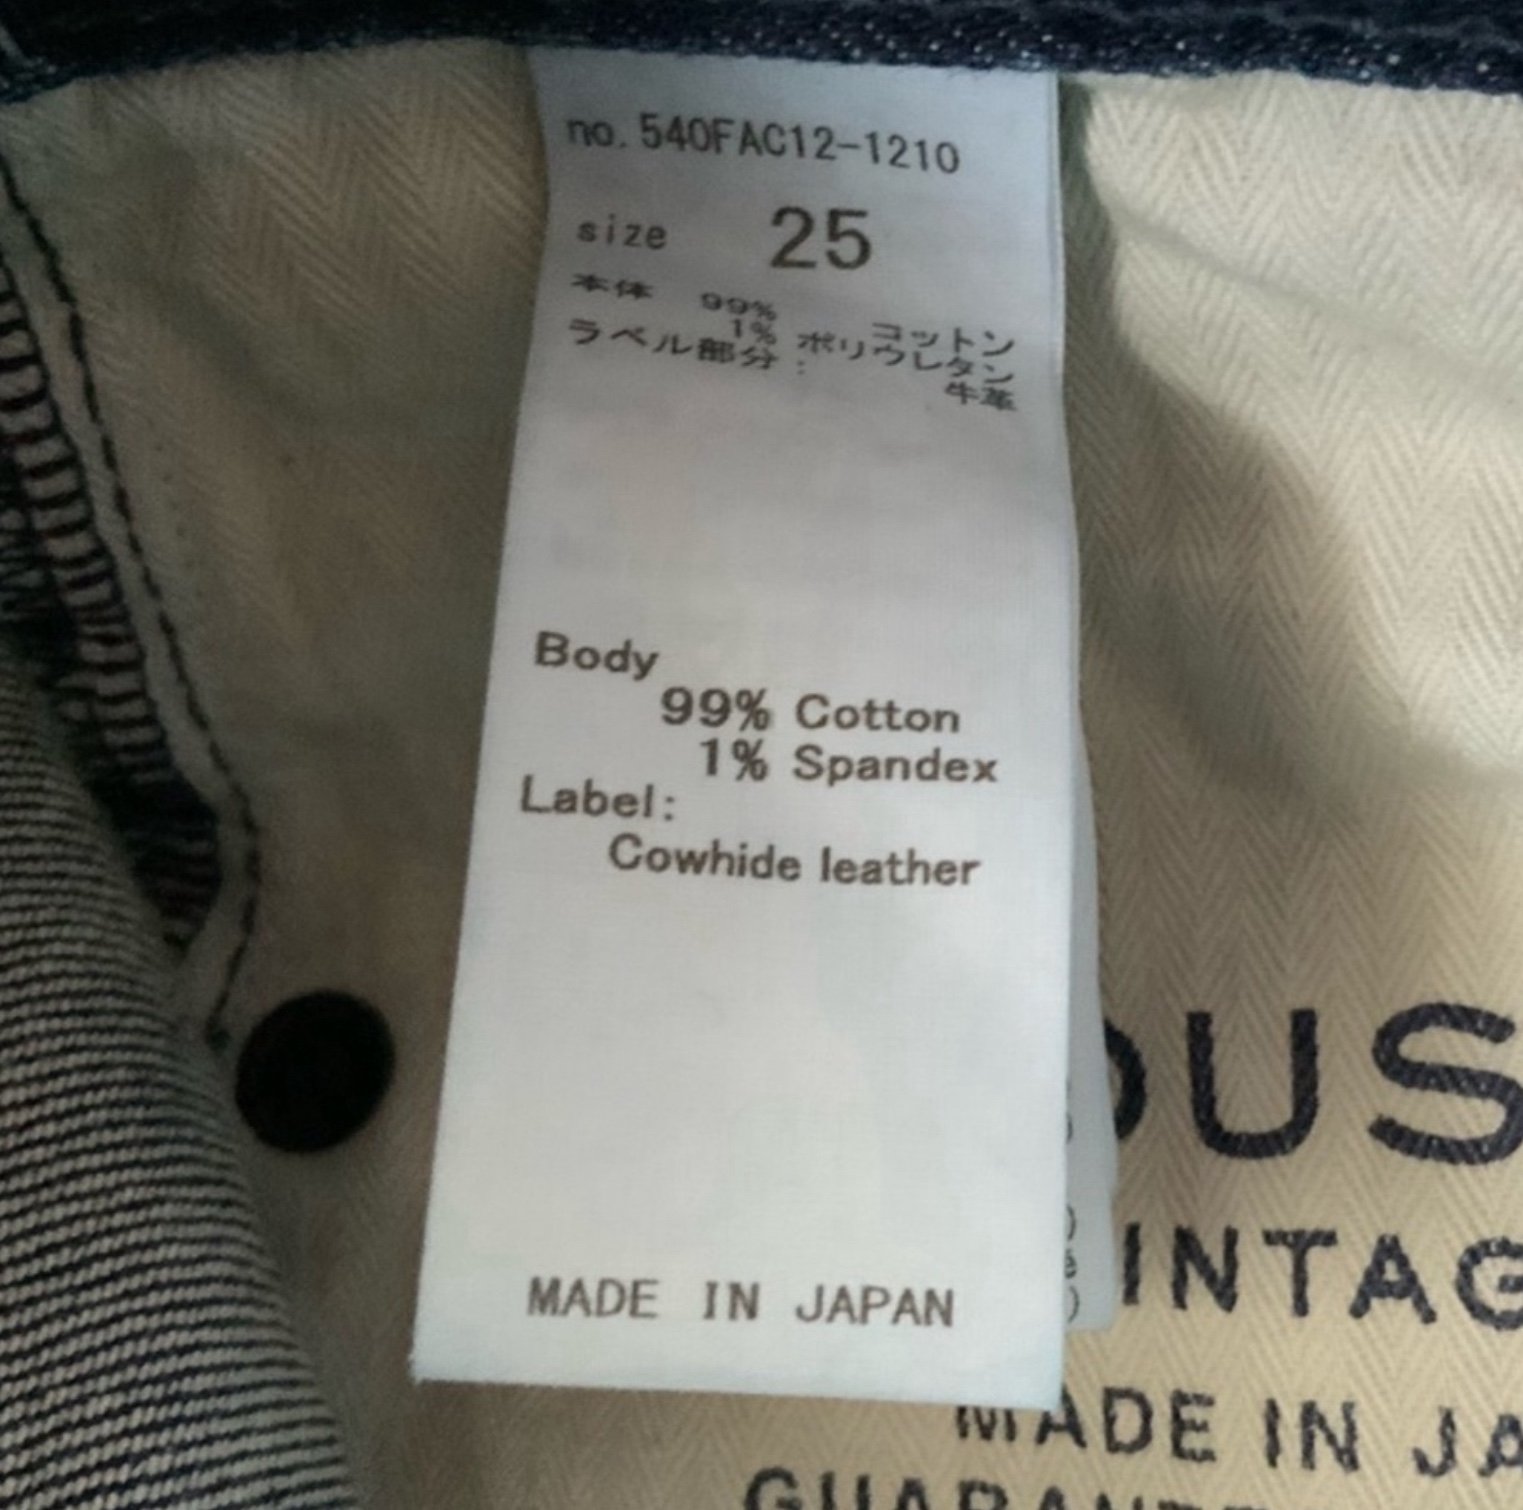 no. 540FAC12-1210
size 25
本体 99% コットン
1% ポリウレタン
ラベル部分: 牛革
Body
99% Cotton
1% Spandex
Label:
Cowhide leather
MADE IN JAPAN
OUS
INTAG
MADE IN JA